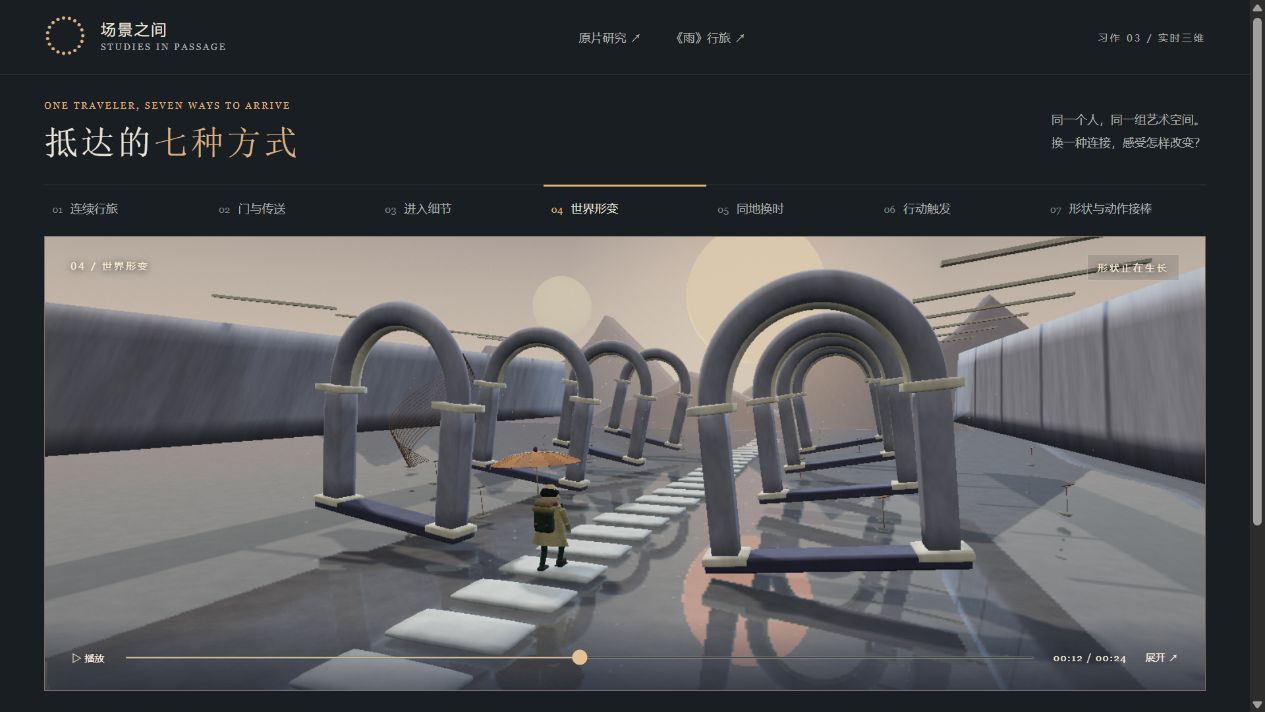 场景之间
STUDIES IN PASSAGE
原片研究 ↗
《雨》行旅 ↗
习作 03 / 实时三维
ONE TRAVELER, SEVEN WAYS TO ARRIVE
抵达的七种方式
同一个人，同一组艺术空间。
换一种连接，感受怎样改变？
01 连续行旅
02 门与传送
03 进入细节
04 世界形变
05 同地换时
06 行动触发
07 形状与动作接棒
04 / 世界形变
形状正在生长
▷ 播放
00:12 / 00:24
展开 ↗